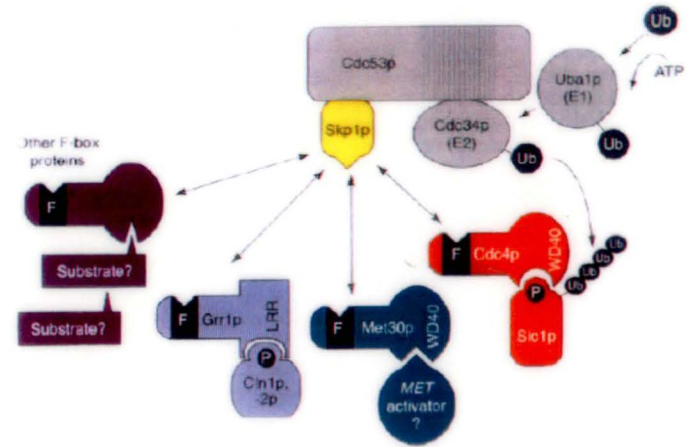 Ub
Cdc53p
Uba1p
(E1)
ATP
Skp1p
Cdc34p
(E2)
Ub
Ub
Other F-box
proteins
F
Substrate?
Substrate?
F
Grr1p
LRR
P
Cln1p,
-2p
F
Met30p
WD40
MET
activator
?
F
Cdc4p
WD40
P
Sic1p
Ub
Ub
Ub
Ub